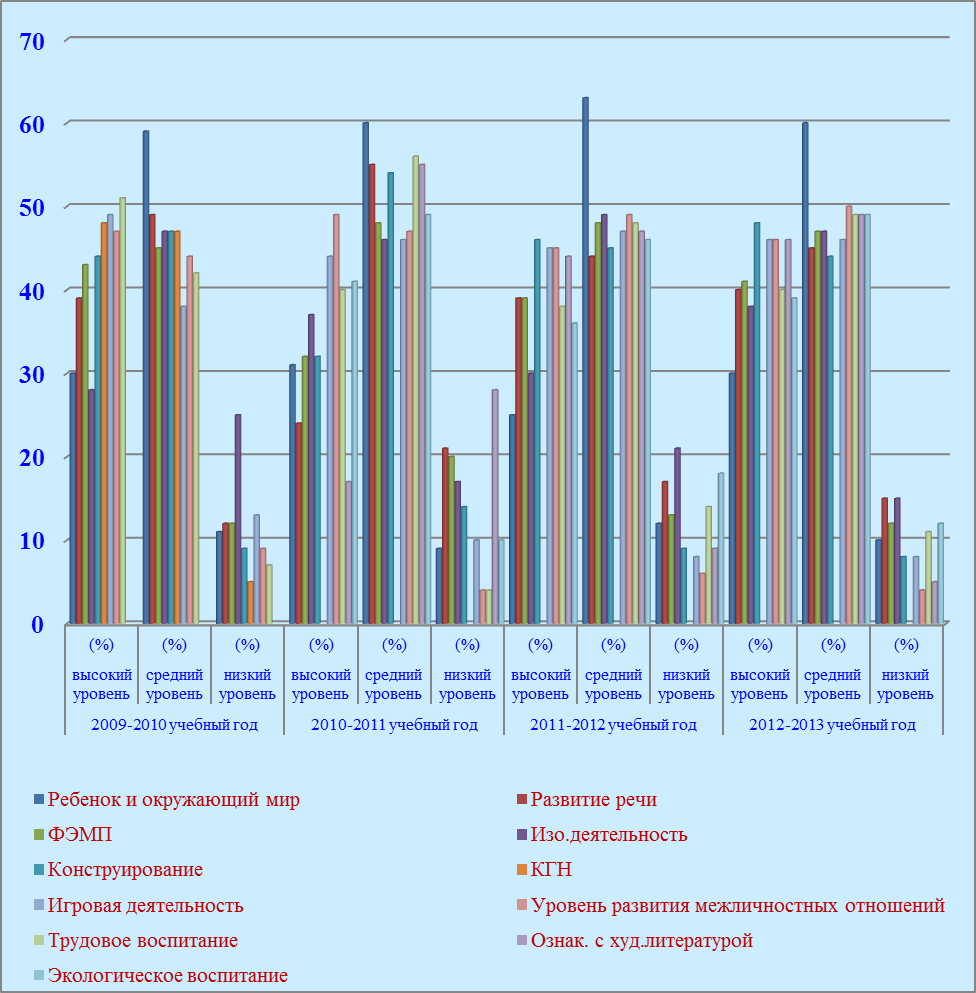 70
60
50
40
30
20
10
0
(%) (%) (%) (%) (%) (%) (%) (%) (%) (%) (%) (%)
высокий средний низкий высокий средний низкий высокий средний низкий высокий средний низкий
уровень уровень уровень уровень уровень уровень уровень уровень уровень уровень уровень уровень
2009-2010 учебный год 2010-2011 учебный год 2011-2012 учебный год 2012-2013 учебный год
Ребенок и окружающий мир Развитие речи
ФЭМП Изо.деятельность
Конструирование КГН
Игровая деятельность Уровень развития межличностных отношений
Трудовое воспитание Ознак. с худ.литературой
Экологическое воспитание